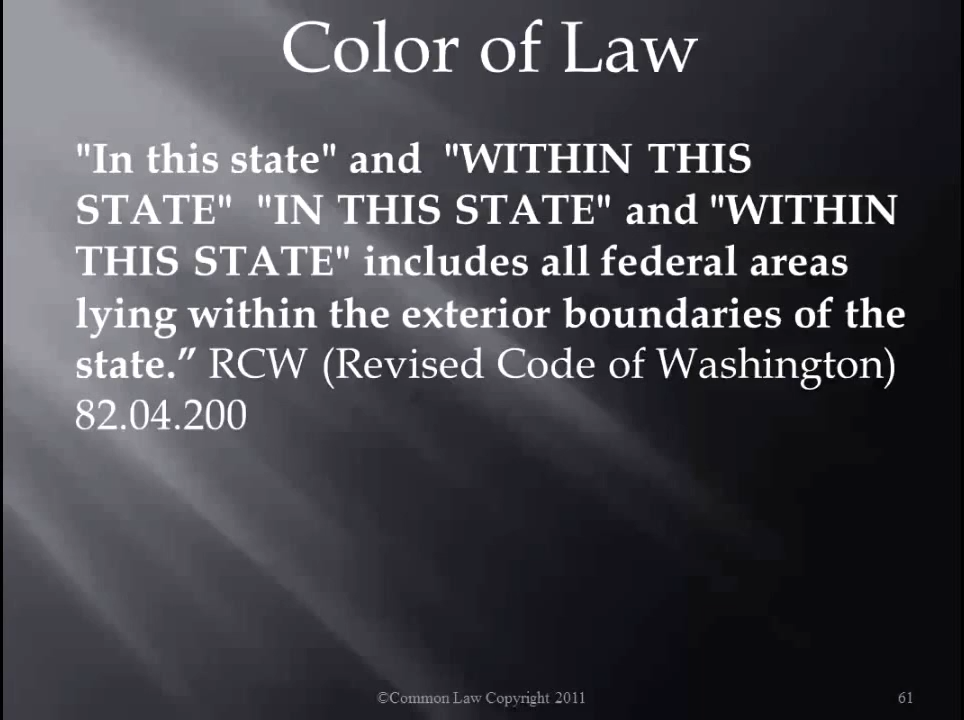 Color of Law
"In this state" and  "WITHIN THIS
STATE"  "IN THIS STATE" and "WITHIN
THIS STATE" includes all federal areas
lying within the exterior boundaries of the
state.” RCW (Revised Code of Washington)
82.04.200
©Common Law Copyright 2011
61